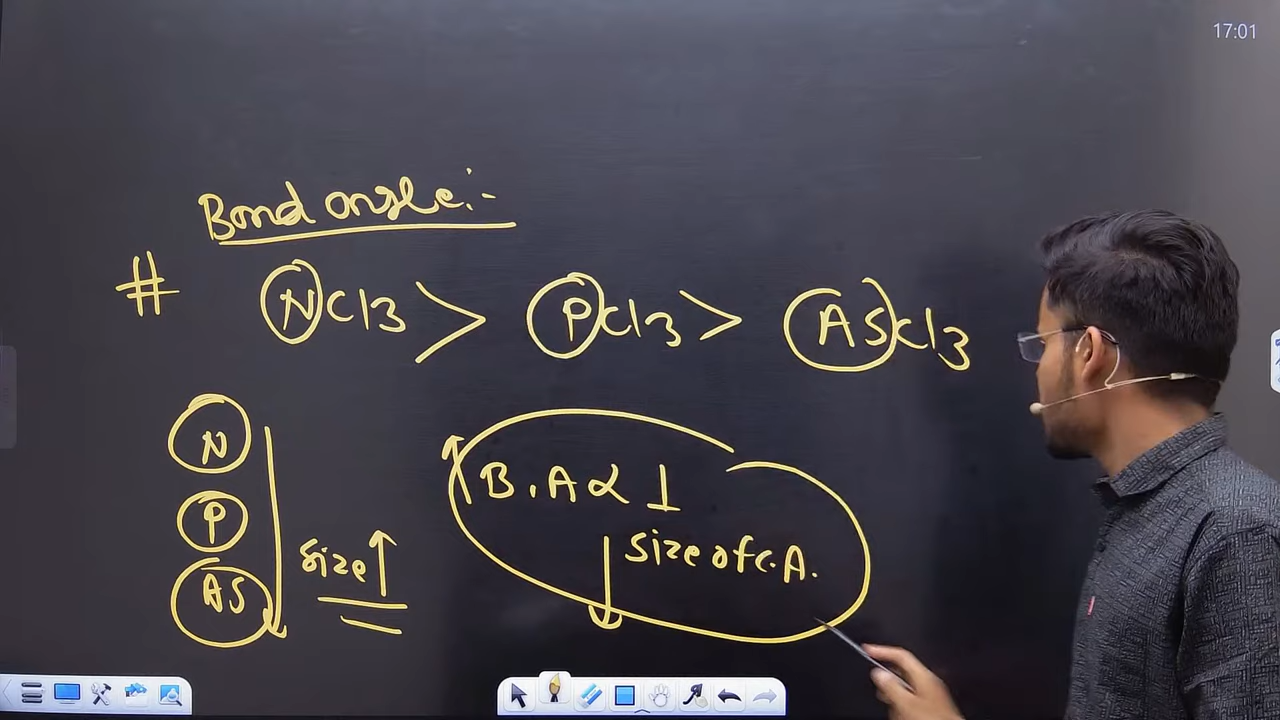 17:01
Bond angle:-
# NCl3 > PCl3 > AsCl3
N
P
As
size ↑
↑ B.A ∝ 1
↓ size of C.A.